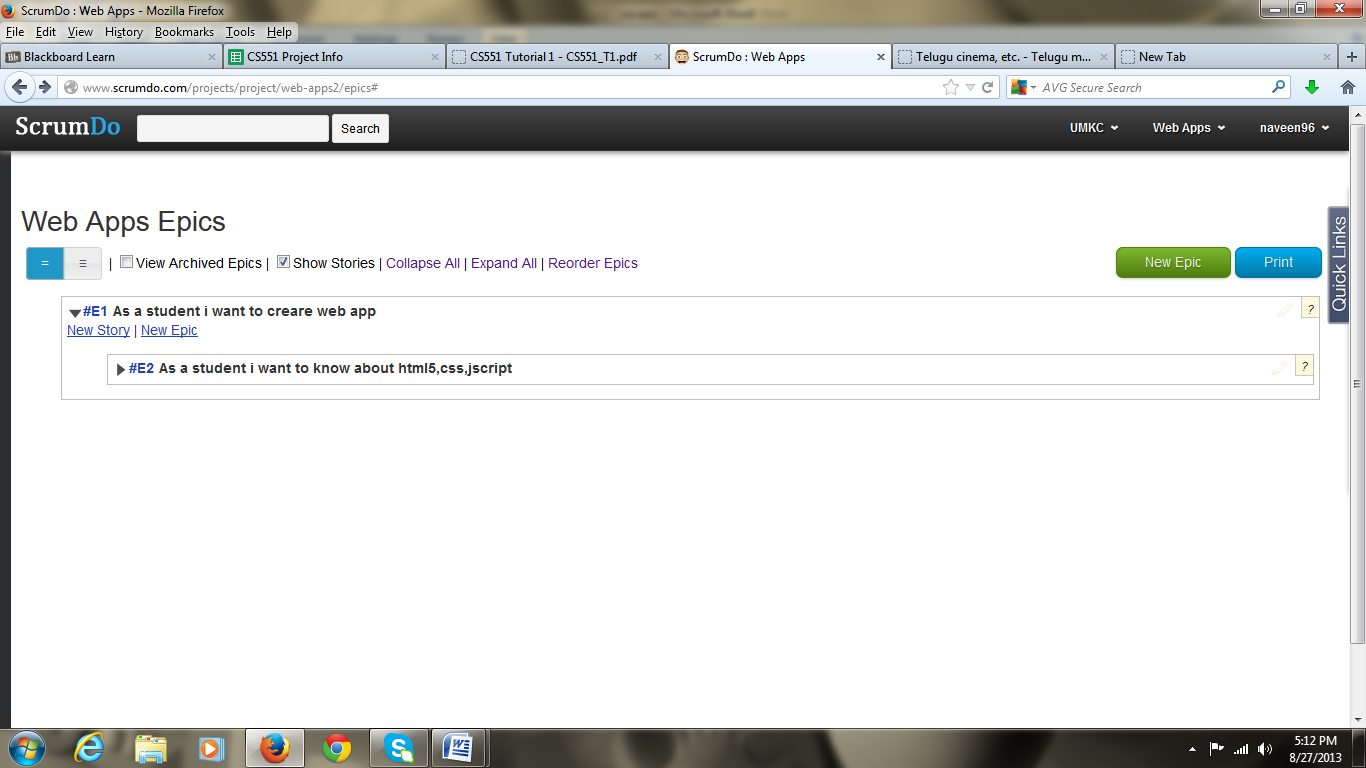 ScrumDo : Web Apps - Mozilla Firefox
File Edit View History Bookmarks Tools Help
Bb Blackboard Learn × CS551 Project Info × CS551 Tutorial 1 - CS551_T1.pdf × ScrumDo : Web Apps × Telugu cinema, etc. - Telugu m... × New Tab × +
www.scrumdo.com/projects/project/web-apps2/epics# AVG Secure Search
ScrumDo Search UMKC Web Apps naveen96
Web Apps Epics
| View Archived Epics | Show Stories | Collapse All | Expand All | Reorder Epics New Epic Print
Quick Links
#E1 As a student i want to creare web app ?
New Story | New Epic
#E2 As a student i want to know about html5,css,jscript ?
5:12 PM
8/27/2013